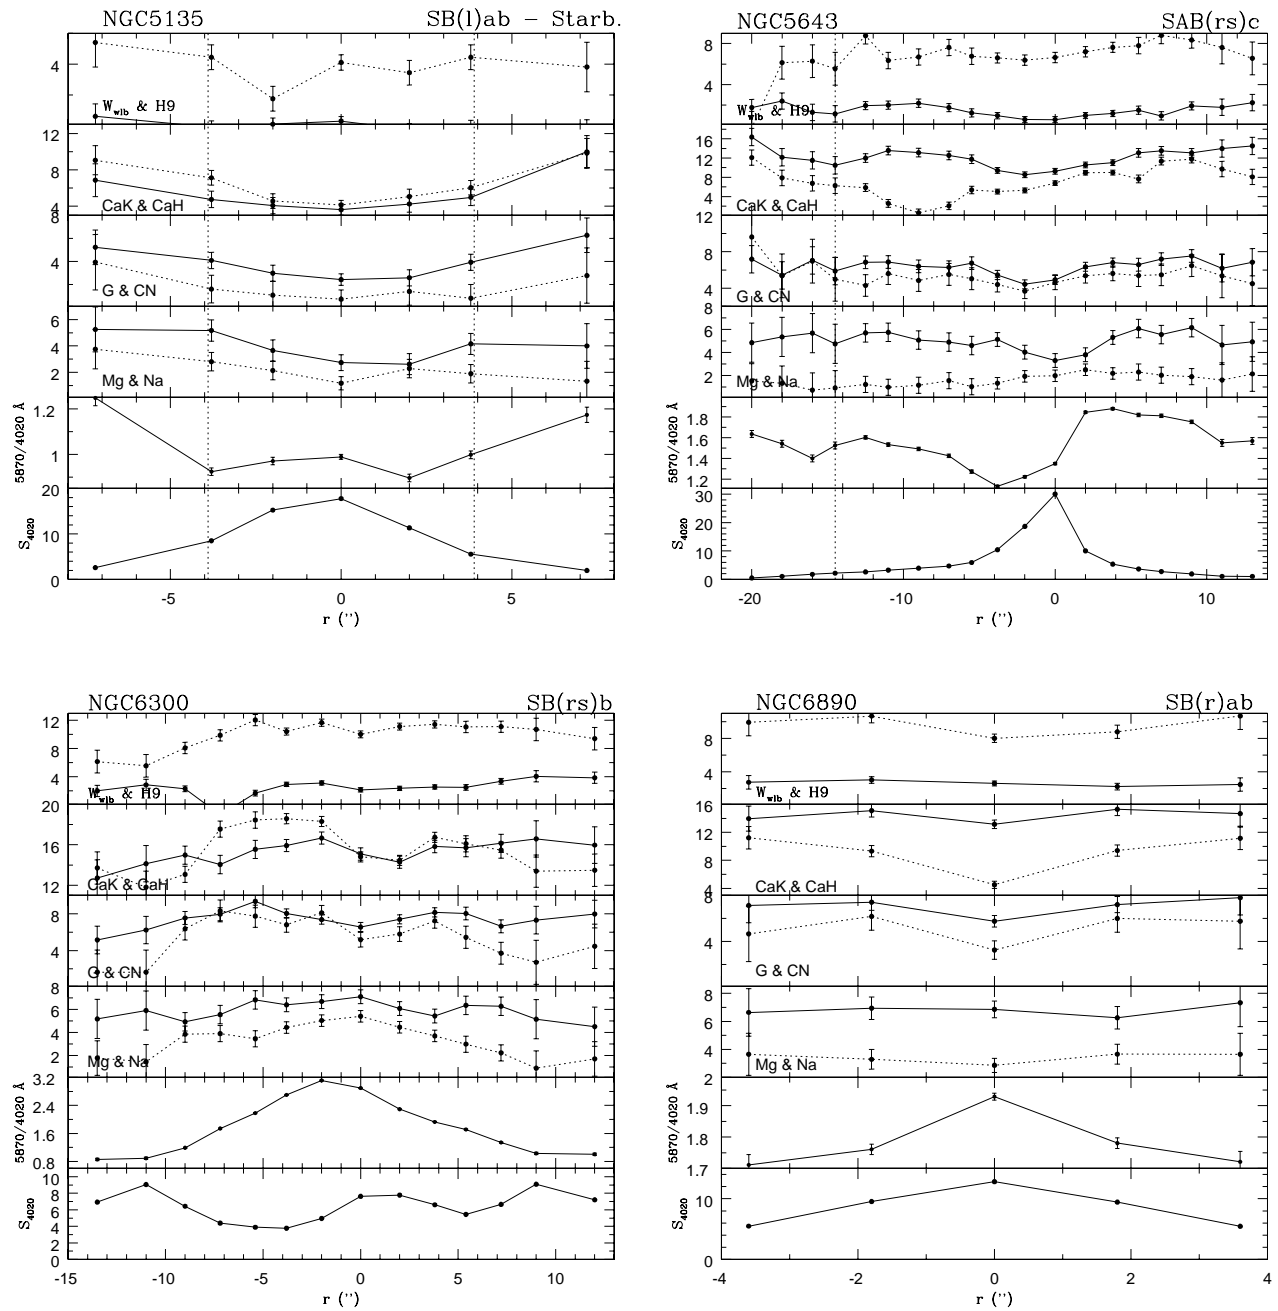 NGC5135 SB(l)ab – Starb.
4
W_wlb & H9
12
8
4
CaK & CaH
8
4
G & CN
6
4
2
Mg & Na
1.2
1
5870/4020 Å
20
10
0
S_4020
-5 0 5
r (")
NGC5643 SAB(rs)c
8
4
W_wlb & H9
16
12
8
4
CaK & CaH
12
8
4
G & CN
8
6
4
2
Mg & Na
1.8
1.6
1.4
1.2
5870/4020 Å
30
20
10
0
S_4020
-20 -10 0 10
r (")
NGC6300 SB(rs)b
12
8
4
W_wlb & H9
20
16
12
CaK & CaH
8
4
G & CN
8
6
4
2
Mg & Na
3.2
2.4
1.6
0.8
5870/4020 Å
10
8
6
4
2
0
S_4020
-15 -10 -5 0 5 10
r (")
NGC6890 SB(r)ab
8
4
W_wlb & H9
16
12
8
4
CaK & CaH
4
G & CN
8
6
4
2
Mg & Na
1.9
1.8
1.7
5870/4020 Å
10
0
S_4020
-4 -2 0 2 4
r (")